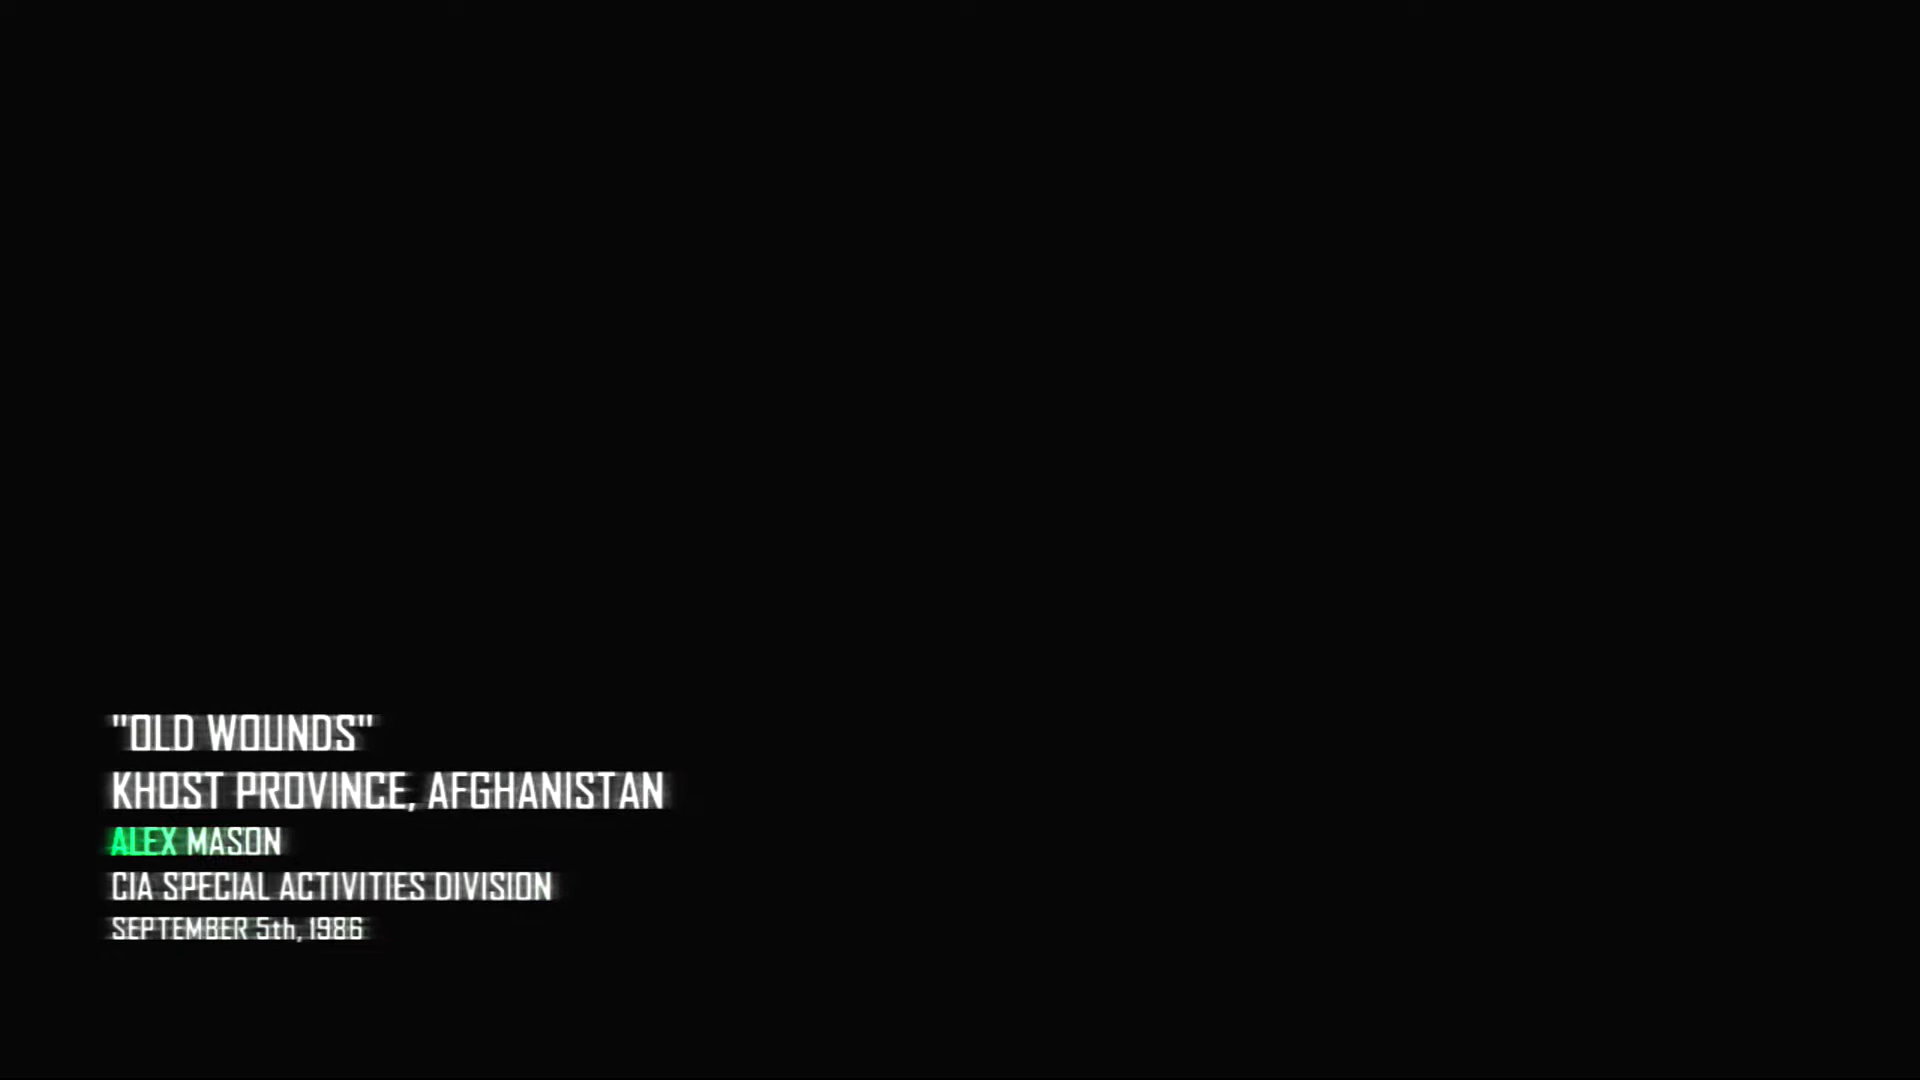 "OLD WOUNDS"
KHOST PROVINCE, AFGHANISTAN
ALEX MASON
CIA SPECIAL ACTIVITIES DIVISION
SEPTEMBER 5th, 1986